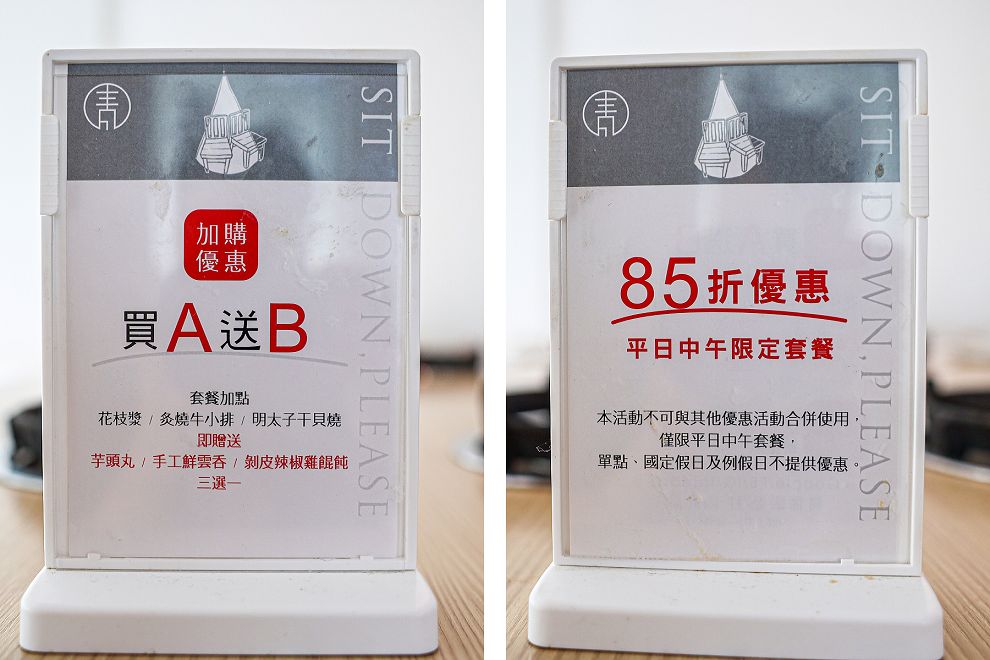 青
SIT DOWN, PLEASE
加購
優惠
買A送B
套餐加點
花枝漿 / 炙燒牛小排 / 明太子干貝燒
即贈送
芋頭丸 / 手工鮮雲吞 / 剝皮辣椒雞餛飩
三選一
青
SIT DOWN, PLEASE
85折優惠
平日中午限定套餐
本活動不可與其他優惠活動合併使用，
僅限平日中午套餐，
單點、國定假日及例假日不提供優惠。